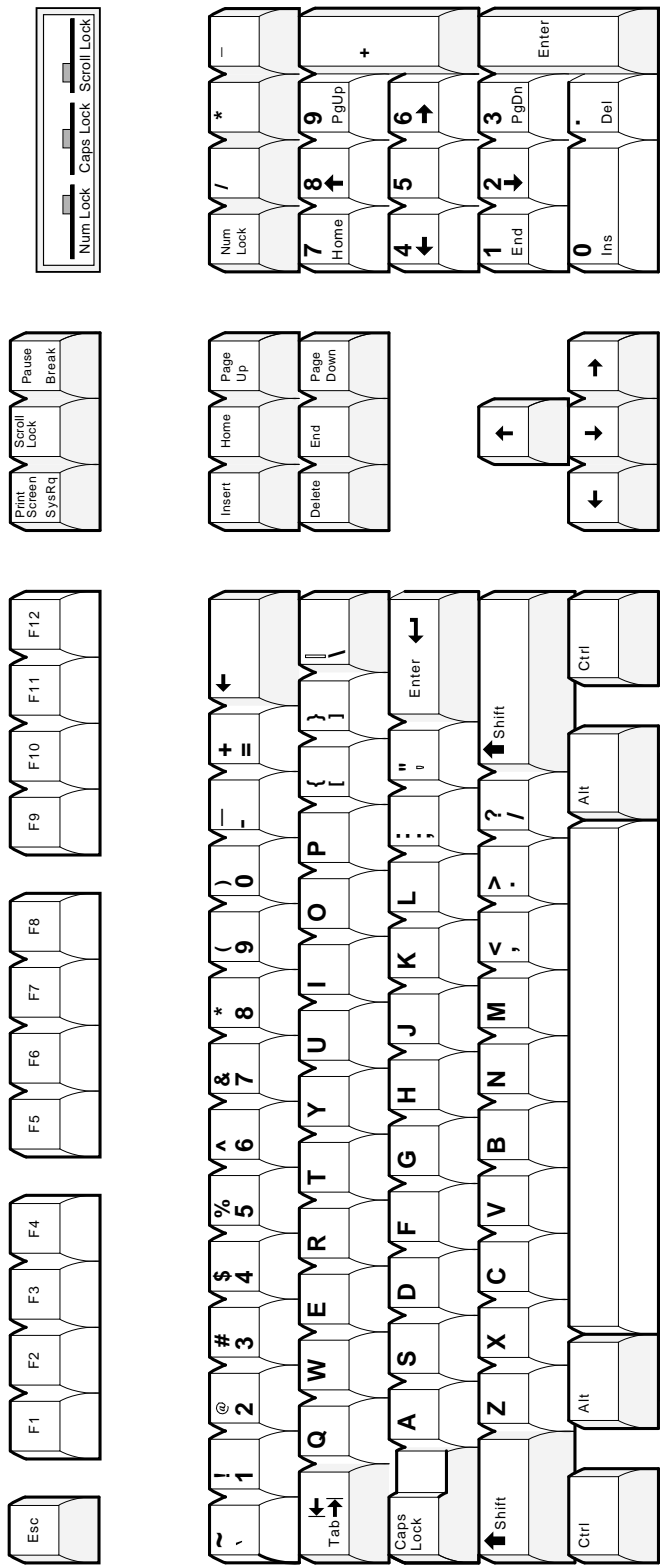 Esc F1 F2 F3 F4 F5 F6 F7 F8 F9 F10 F11 F12 Print Screen SysRq Scroll Lock Pause Break Num Lock Caps Lock Scroll Lock
~ ` ! 1 @ 2 # 3 $ 4 % 5 ^ 6 & 7 * 8 ( 9 ) 0 _ - + = ← Insert Home Page Up Num Lock / * −
Tab Q W E R T Y U I O P { [ } ] | \ Delete End Page Down 7 Home 8 ↑ 9 PgUp +
Caps Lock A S D F G H J K L : ; " ' Enter ↵ 4 ← 5 6 →
Shift Z X C V B N M < , > . ? / Shift ↑ 1 End 2 ↓ 3 PgDn Enter
Ctrl Alt Alt Ctrl ← ↓ → 0 Ins . Del